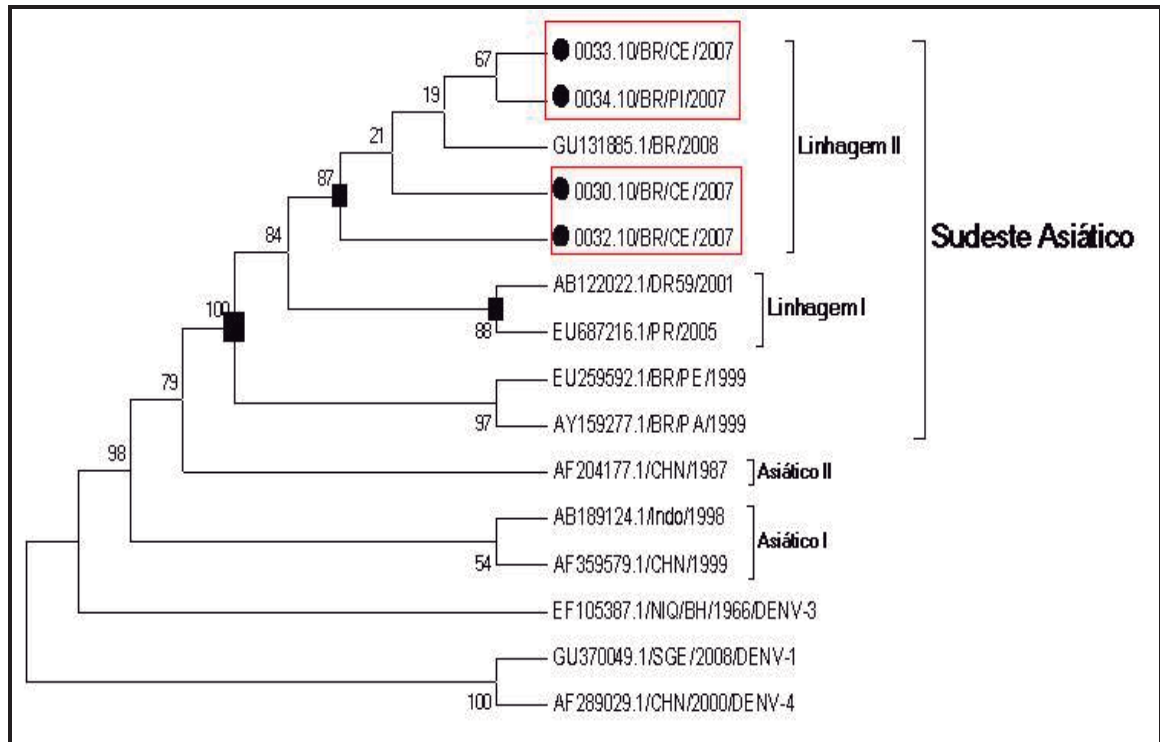 67
0033.10/BR/CE/2007
0034.10/BR/PI/2007
19
GU131885.1/BR/2008
21
0030.10/BR/CE/2007
87
0032.10/BR/CE/2007
Linhagem II
84
AB122022.1/DR59/2001
EU687216.1/PR/2005
88
Linhagem I
Sudeste Asiático
100
EU259592.1/BR/PE/1999
AY159277.1/BR/PA/1999
97
79
AF204177.1/CHN/1987
Asiático II
98
AB189124.1/Indo/1998
AF359579.1/CHN/1999
54
Asiático I
EF105387.1/NIQ/BH/1966/DENV-3
GU370049.1/SGE/2008/DENV-1
AF289029.1/CHN/2000/DENV-4
100